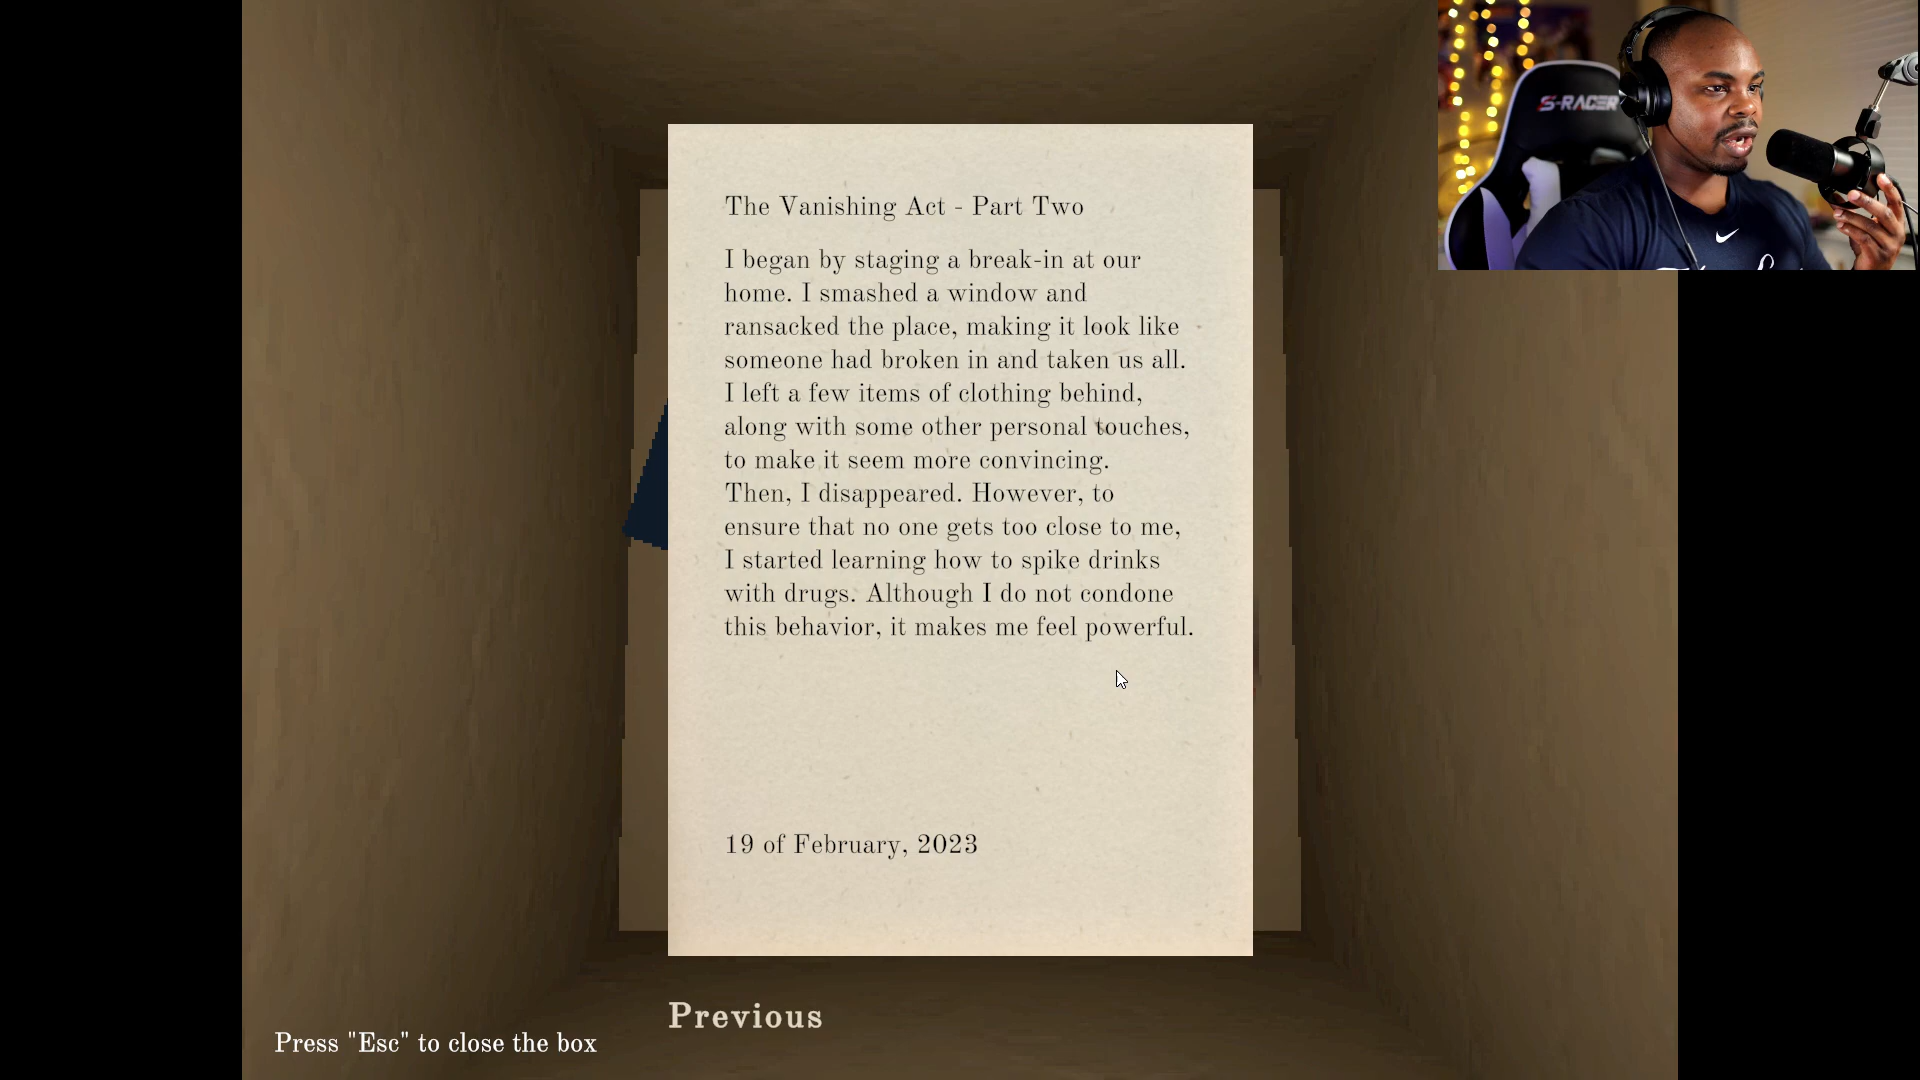 S-RACER
The Vanishing Act - Part Two
I began by staging a break-in at our
home. I smashed a window and
ransacked the place, making it look like
someone had broken in and taken us all.
I left a few items of clothing behind,
along with some other personal touches,
to make it seem more convincing.
Then, I disappeared. However, to
ensure that no one gets too close to me,
I started learning how to spike drinks
with drugs. Although I do not condone
this behavior, it makes me feel powerful.
19 of February, 2023
Previous
Press "Esc" to close the box